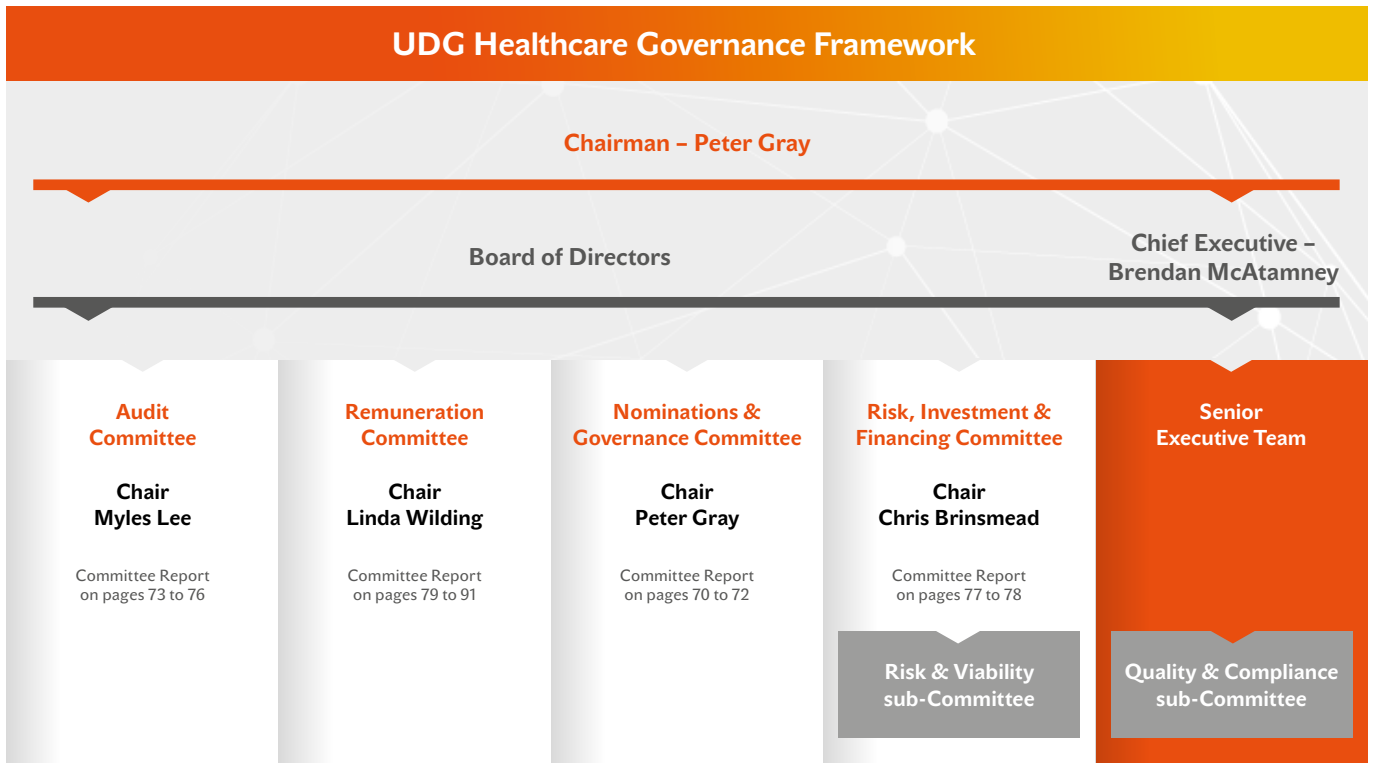 UDG Healthcare Governance Framework
Chairman – Peter Gray
Board of Directors
Chief Executive –
Brendan McAtamney
Audit
Committee
Chair
Myles Lee
Committee Report
on pages 73 to 76
Remuneration
Committee
Chair
Linda Wilding
Committee Report
on pages 79 to 91
Nominations &
Governance Committee
Chair
Peter Gray
Committee Report
on pages 70 to 72
Risk, Investment &
Financing Committee
Chair
Chris Brinsmead
Committee Report
on pages 77 to 78
Risk & Viability
sub-Committee
Senior
Executive Team
Quality & Compliance
sub-Committee